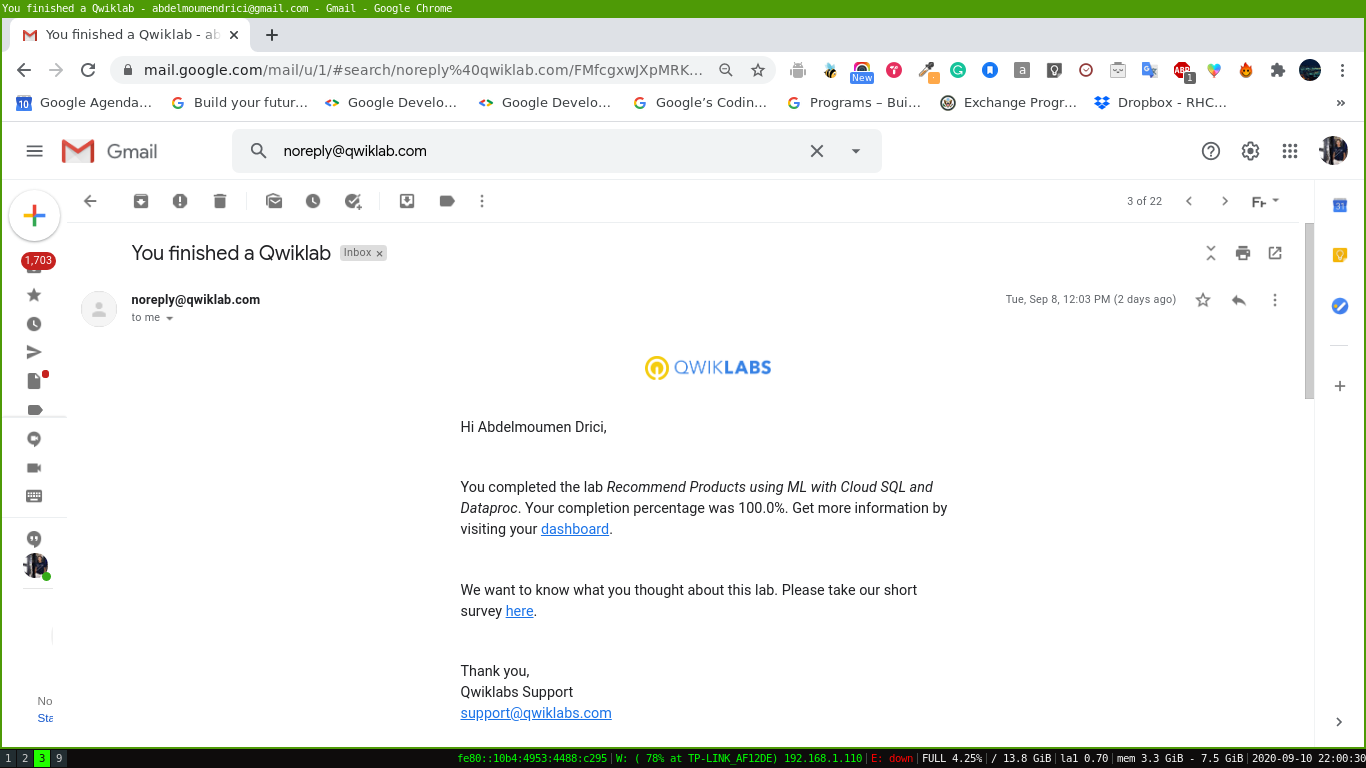 You finished a Qwiklab - abdelmoumendrici@gmail.com - Gmail - Google Chrome
You finished a Qwiklab - ab
mail.google.com/mail/u/1/#search/noreply%40qwiklab.com/FMfcgxwJXpMRK...
New
a
ABP
1
10
Google Agenda...
Build your futur...
Google Develo...
Google Develo...
Google's Codin...
Programs – Bui...
Exchange Progr...
Dropbox - RHC...
»
Gmail
noreply@qwiklab.com
3 of 22
1,703
You finished a Qwiklab
Inbox x
noreply@qwiklab.com
Tue, Sep 8, 12:03 PM (2 days ago)
to me
31
QWIKLABS
Hi Abdelmoumen Drici,
You completed the lab Recommend Products using ML with Cloud SQL and
Dataproc. Your completion percentage was 100.0%. Get more information by
visiting your dashboard.
We want to know what you thought about this lab. Please take our short
survey here.
Thank you,
Qwiklabs Support
support@qwiklabs.com
No
Sta
1 2 3 9
fe80::10b4:4953:4488:c295 | W: ( 78% at TP-LINK_AF12DE) 192.168.1.110 | E: down | FULL 4.25% | / 13.8 GiB | la1 0.70 | mem 3.3 GiB - 7.5 GiB | 2020-09-10 22:00:30